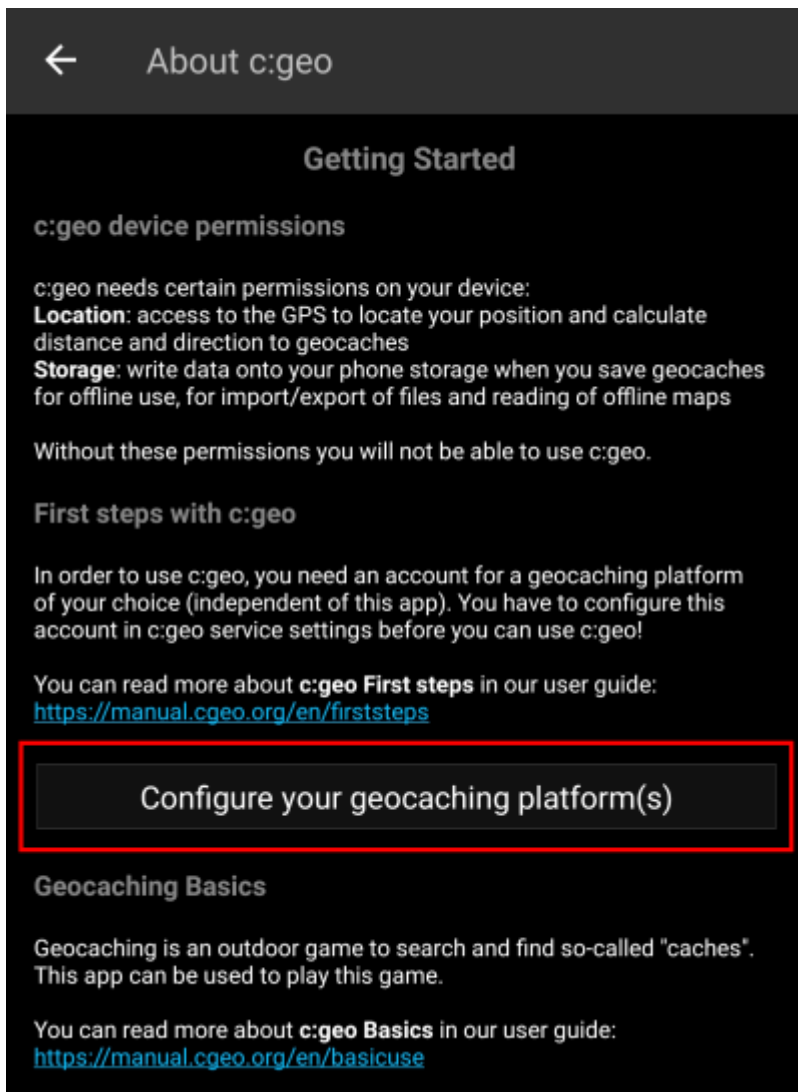 About c:geo
Getting Started
c:geo device permissions
c:geo needs certain permissions on your device:
Location: access to the GPS to locate your position and calculate
distance and direction to geocaches
Storage: write data onto your phone storage when you save geocaches
for offline use, for import/export of files and reading of offline maps
Without these permissions you will not be able to use c:geo.
First steps with c:geo
In order to use c:geo, you need an account for a geocaching platform
of your choice (independent of this app). You have to configure this
account in c:geo service settings before you can use c:geo!
You can read more about c:geo First steps in our user guide:
https://manual.cgeo.org/en/firststeps
Configure your geocaching platform(s)
Geocaching Basics
Geocaching is an outdoor game to search and find so-called "caches".
This app can be used to play this game.
You can read more about c:geo Basics in our user guide:
https://manual.cgeo.org/en/basicuse